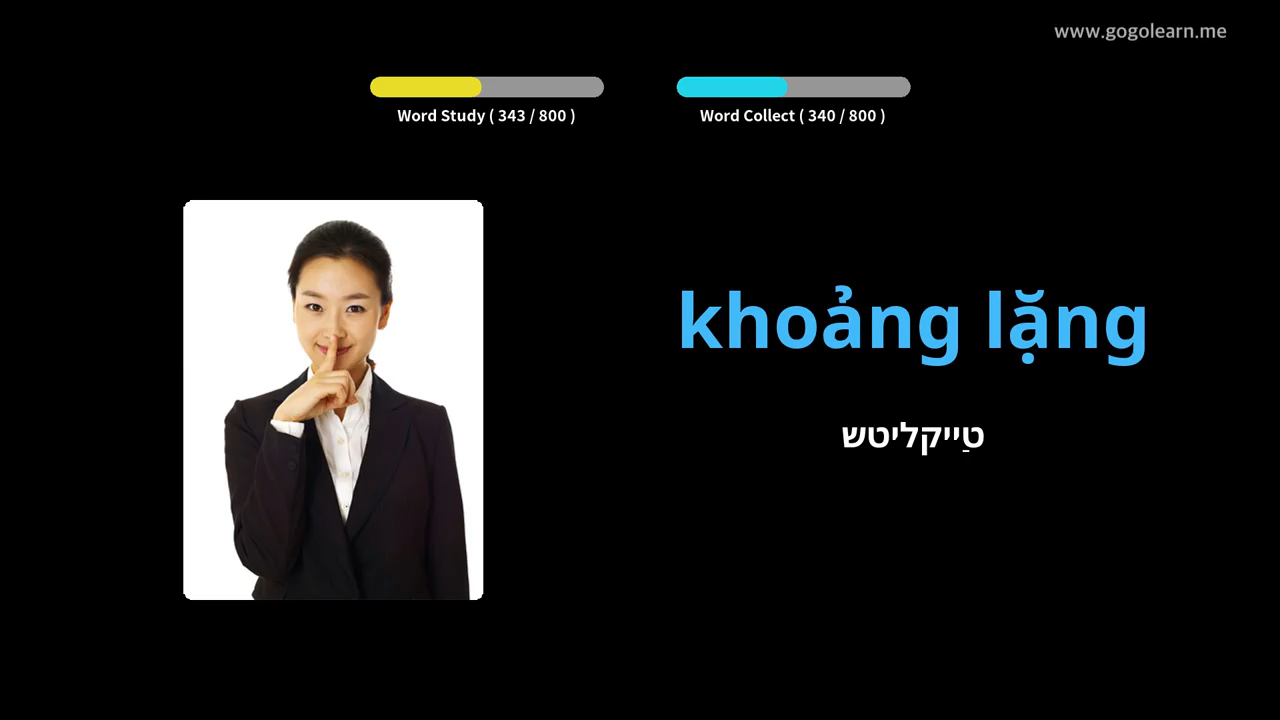 www.gogolearn.me
Word Study ( 343 / 800 )
Word Collect ( 340 / 800 )
khoảng lặng
טַייקליטש